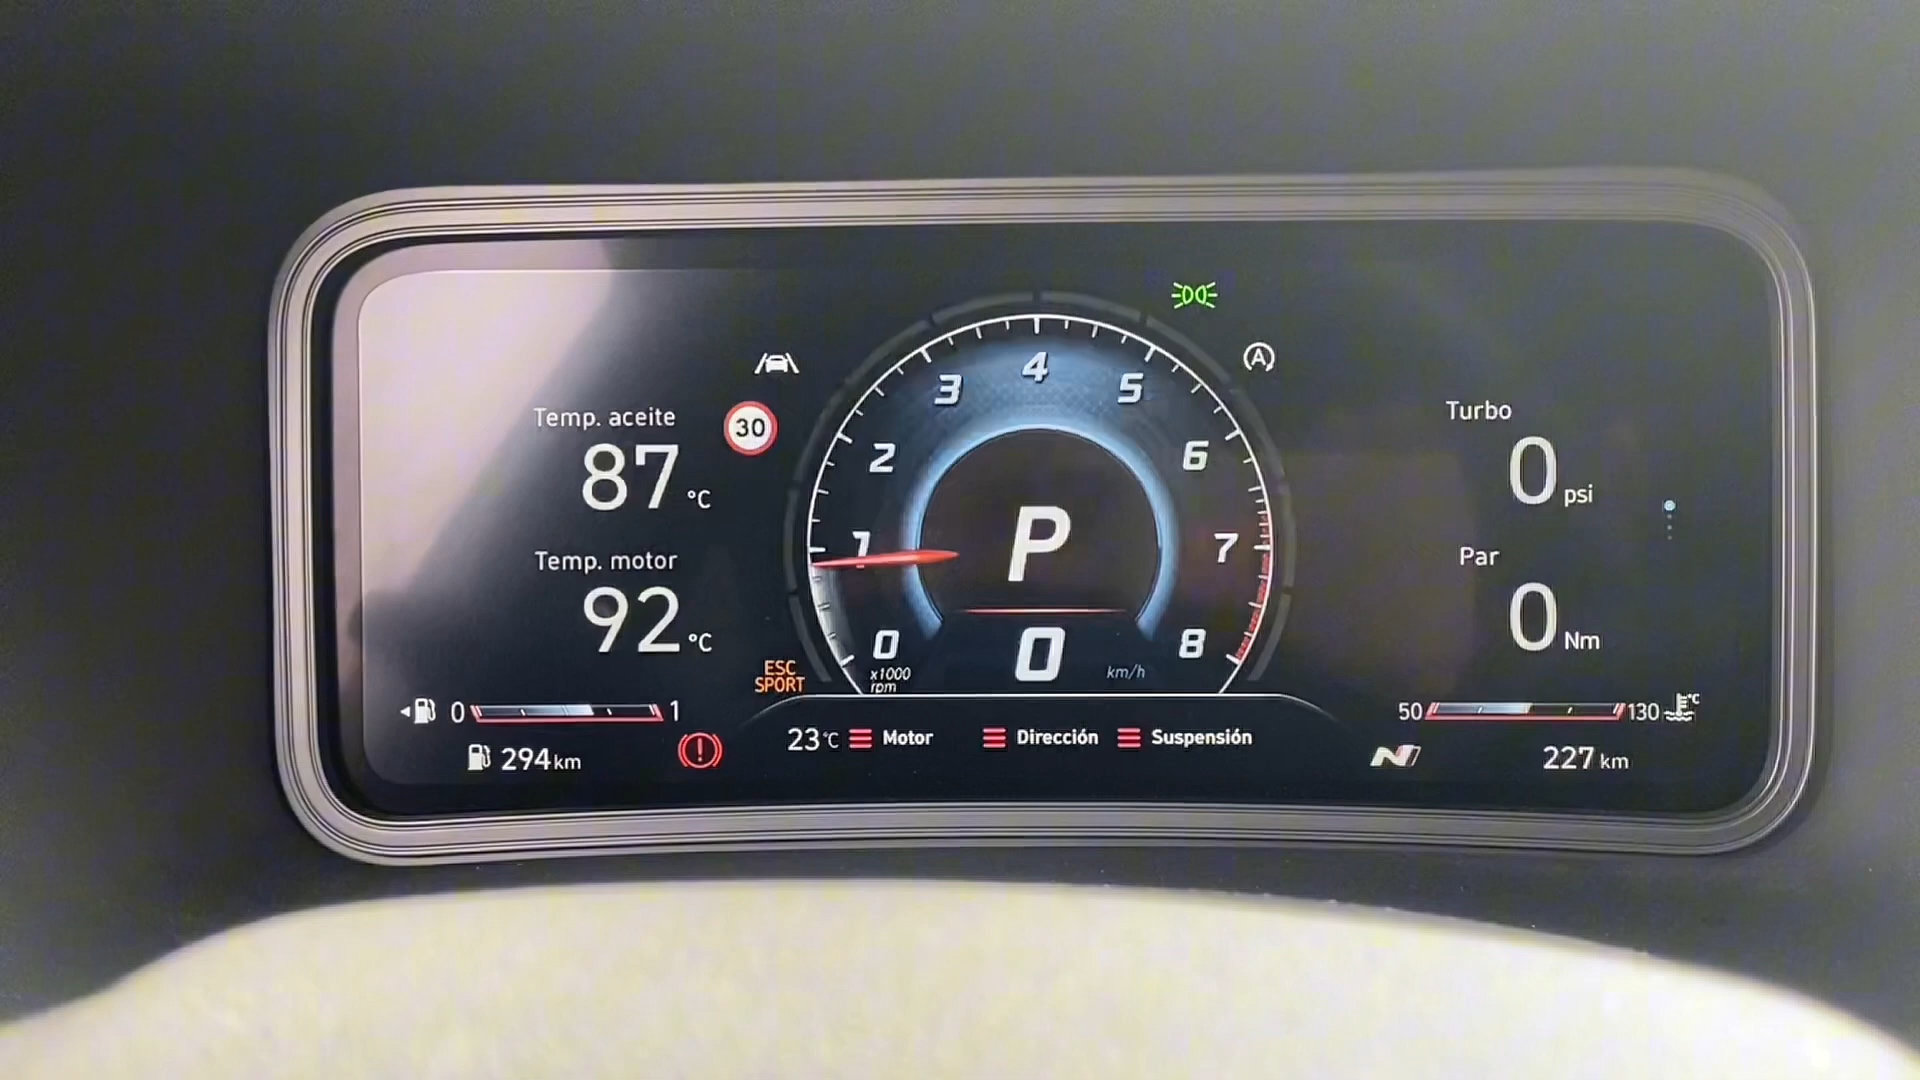 Temp. aceite
87 °C
Temp. motor
92 °C
30
ESC
SPORT
0 1
294 km
1 2 3 4 5 6 7 8
0
x1000
rpm
P
0 km/h
A
23°C Motor Dirección Suspensión
Turbo
0 psi
Par
0 Nm
50 130 °C
N 227 km